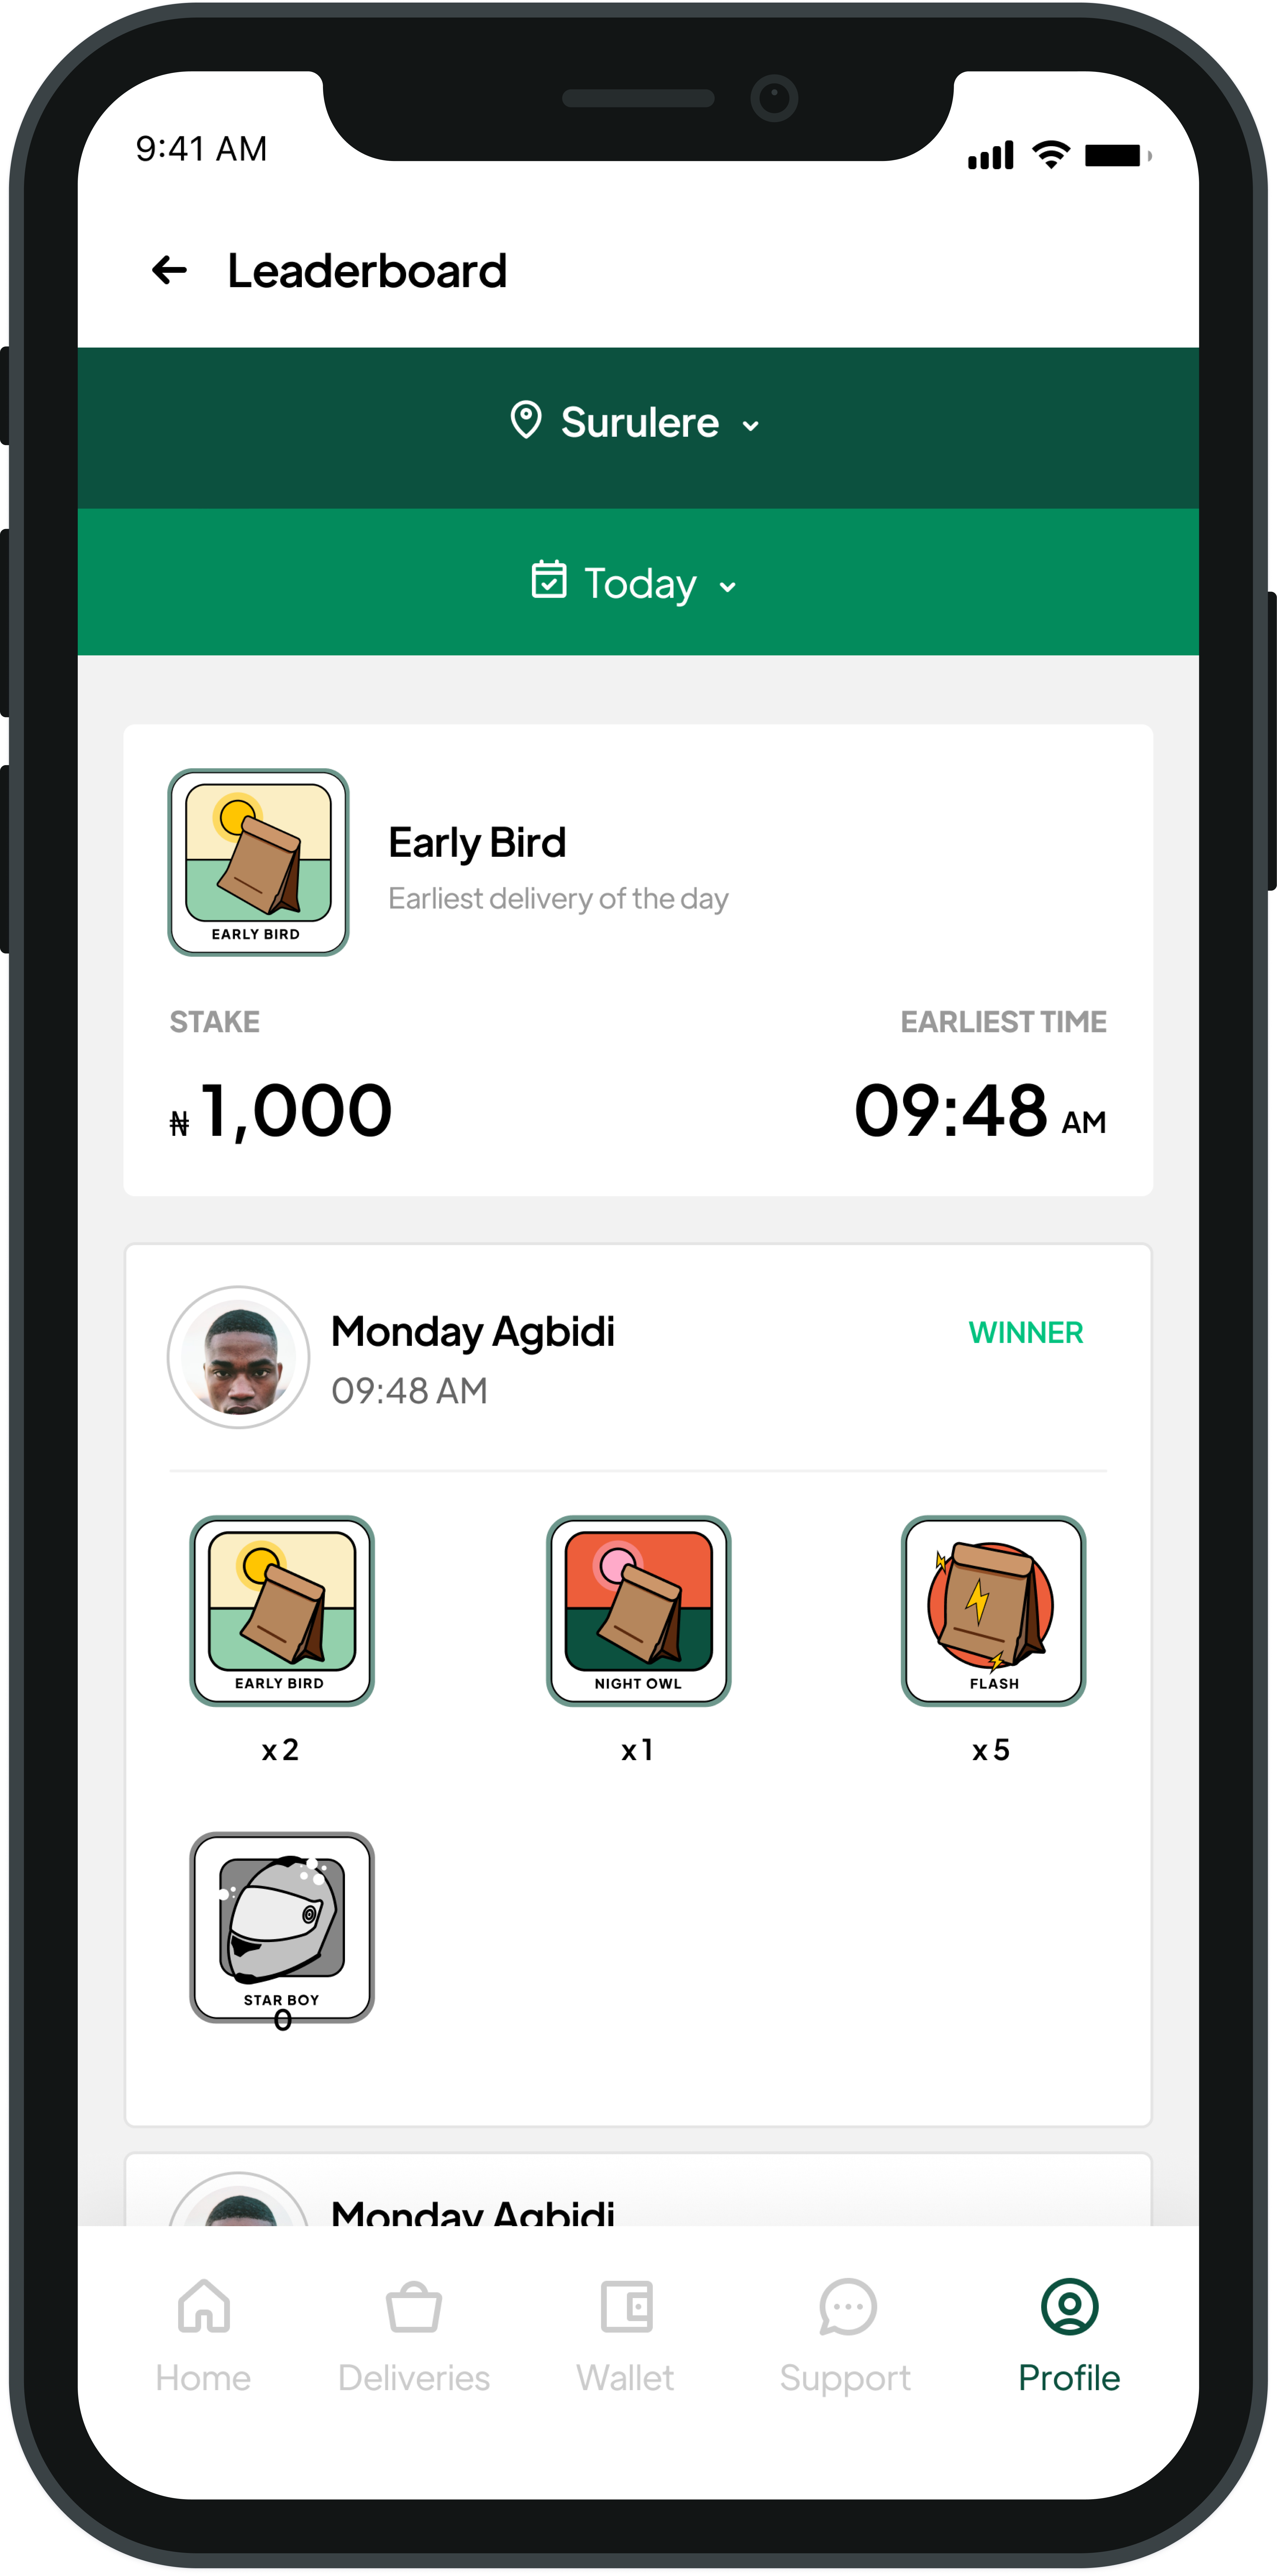 9:41 AM
Leaderboard
Surulere
Today
EARLY BIRD
Early Bird
Earliest delivery of the day
STAKE
EARLIEST TIME
₦ 1,000
09:48 AM
Monday Agbidi
WINNER
09:48 AM
EARLY BIRD
NIGHT OWL
FLASH
x 2
x 1
x 5
STAR BOY
0
Monday Agbidi
Home
Deliveries
Wallet
Support
Profile